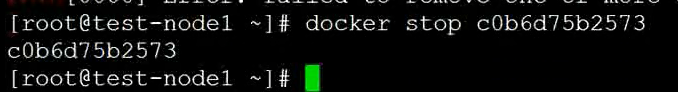 [root@test-node1 ~]# docker stop c0b6d75b2573
c0b6d75b2573
[root@test-node1 ~]#